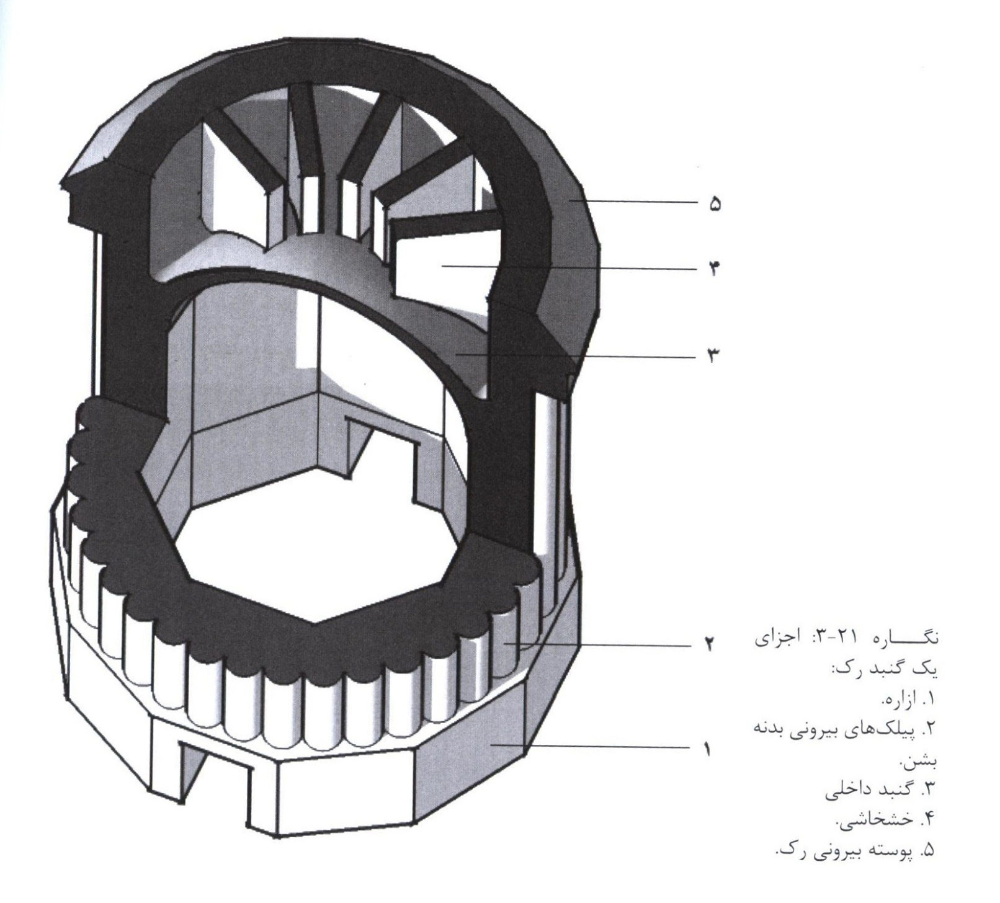 ۵
۴
۳
۲
۱
نگاره ۲۱-۳: اجزای
یک گنبد رک:
۱. ازاره.
۲. پیلک‌های بیرونی بدنه
بشن.
۳. گنبد داخلی
۴. خشخاشی.
۵. پوسته بیرونی رک.